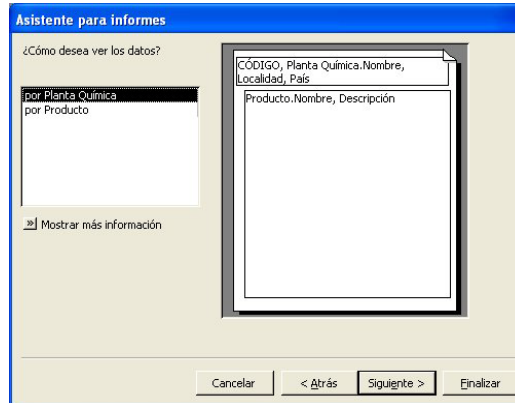 Asistente para informes
¿Cómo desea ver los datos?
por Planta Química
por Producto
CÓDIGO, Planta Química.Nombre,
Localidad, País
Producto.Nombre, Descripción
» Mostrar más información
Cancelar
< Atrás
Siguiente >
Finalizar